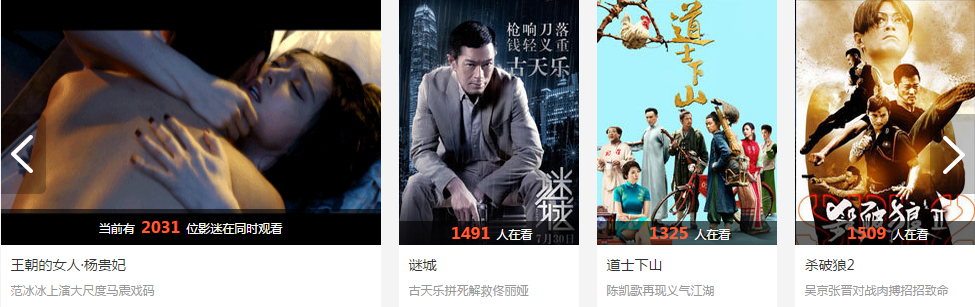 当前有 2031 位影迷在同时观看
王朝的女人·杨贵妃
范冰冰上演大尺度马震戏码
枪响刀落
钱轻义重
古天乐
谜城
7月30日
1491 人在看
谜城
古天乐拼死解救佟丽娅
道士下山
1325 人在看
道士下山
陈凯歌再现义气江湖
殺破狼II
1509 人在看
杀破狼2
吴京张晋对战肉搏招招致命